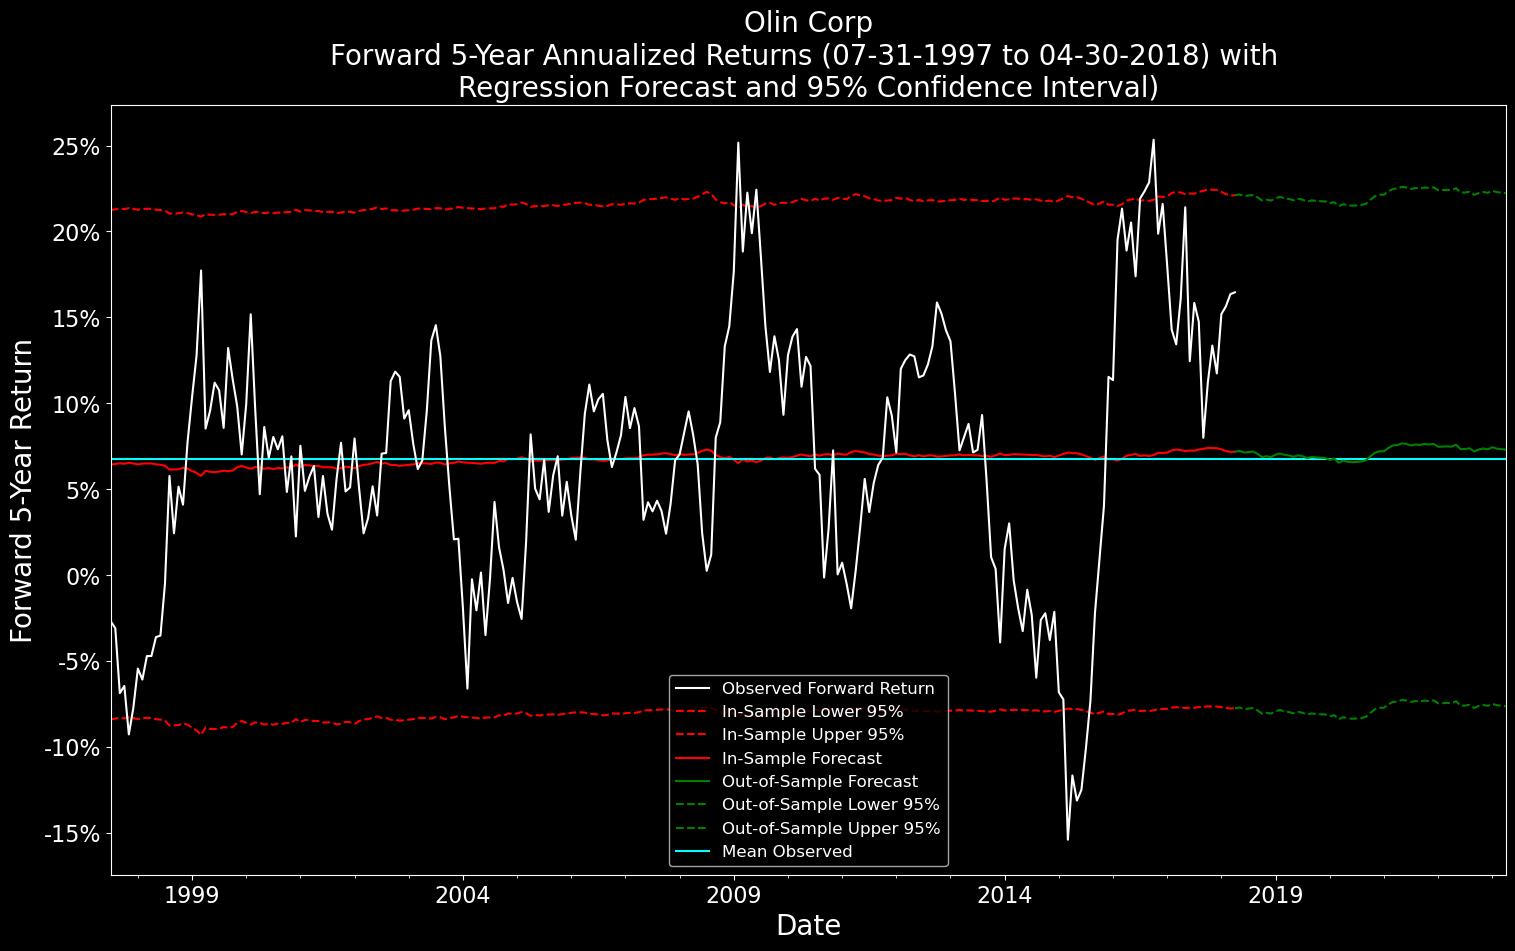 Olin Corp
Forward 5-Year Annualized Returns (07-31-1997 to 04-30-2018) with
Regression Forecast and 95% Confidence Interval)
Forward 5-Year Return
25%
20%
15%
10%
5%
0%
-5%
-10%
-15%
Observed Forward Return
In-Sample Lower 95%
In-Sample Upper 95%
In-Sample Forecast
Out-of-Sample Forecast
Out-of-Sample Lower 95%
Out-of-Sample Upper 95%
Mean Observed
1999 2004 2009 2014 2019
Date